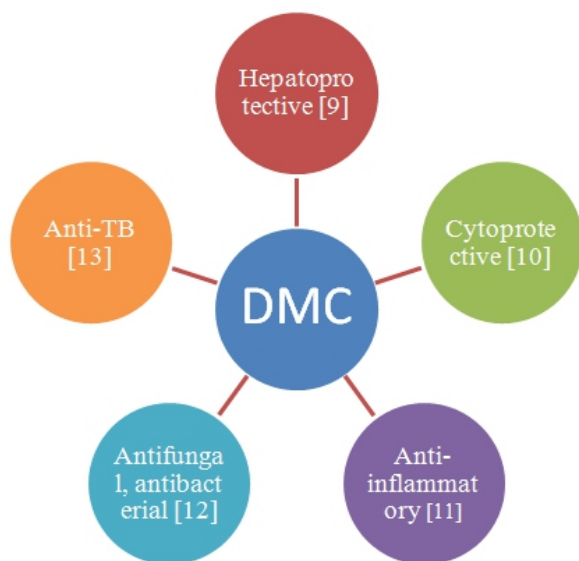 Hepatopro
tective [9]
Anti-TB
[13]
Cytoprote
ctive [10]
DMC
Antifunga
l, antibact
erial [12]
Anti-
inflammat
ory [11]